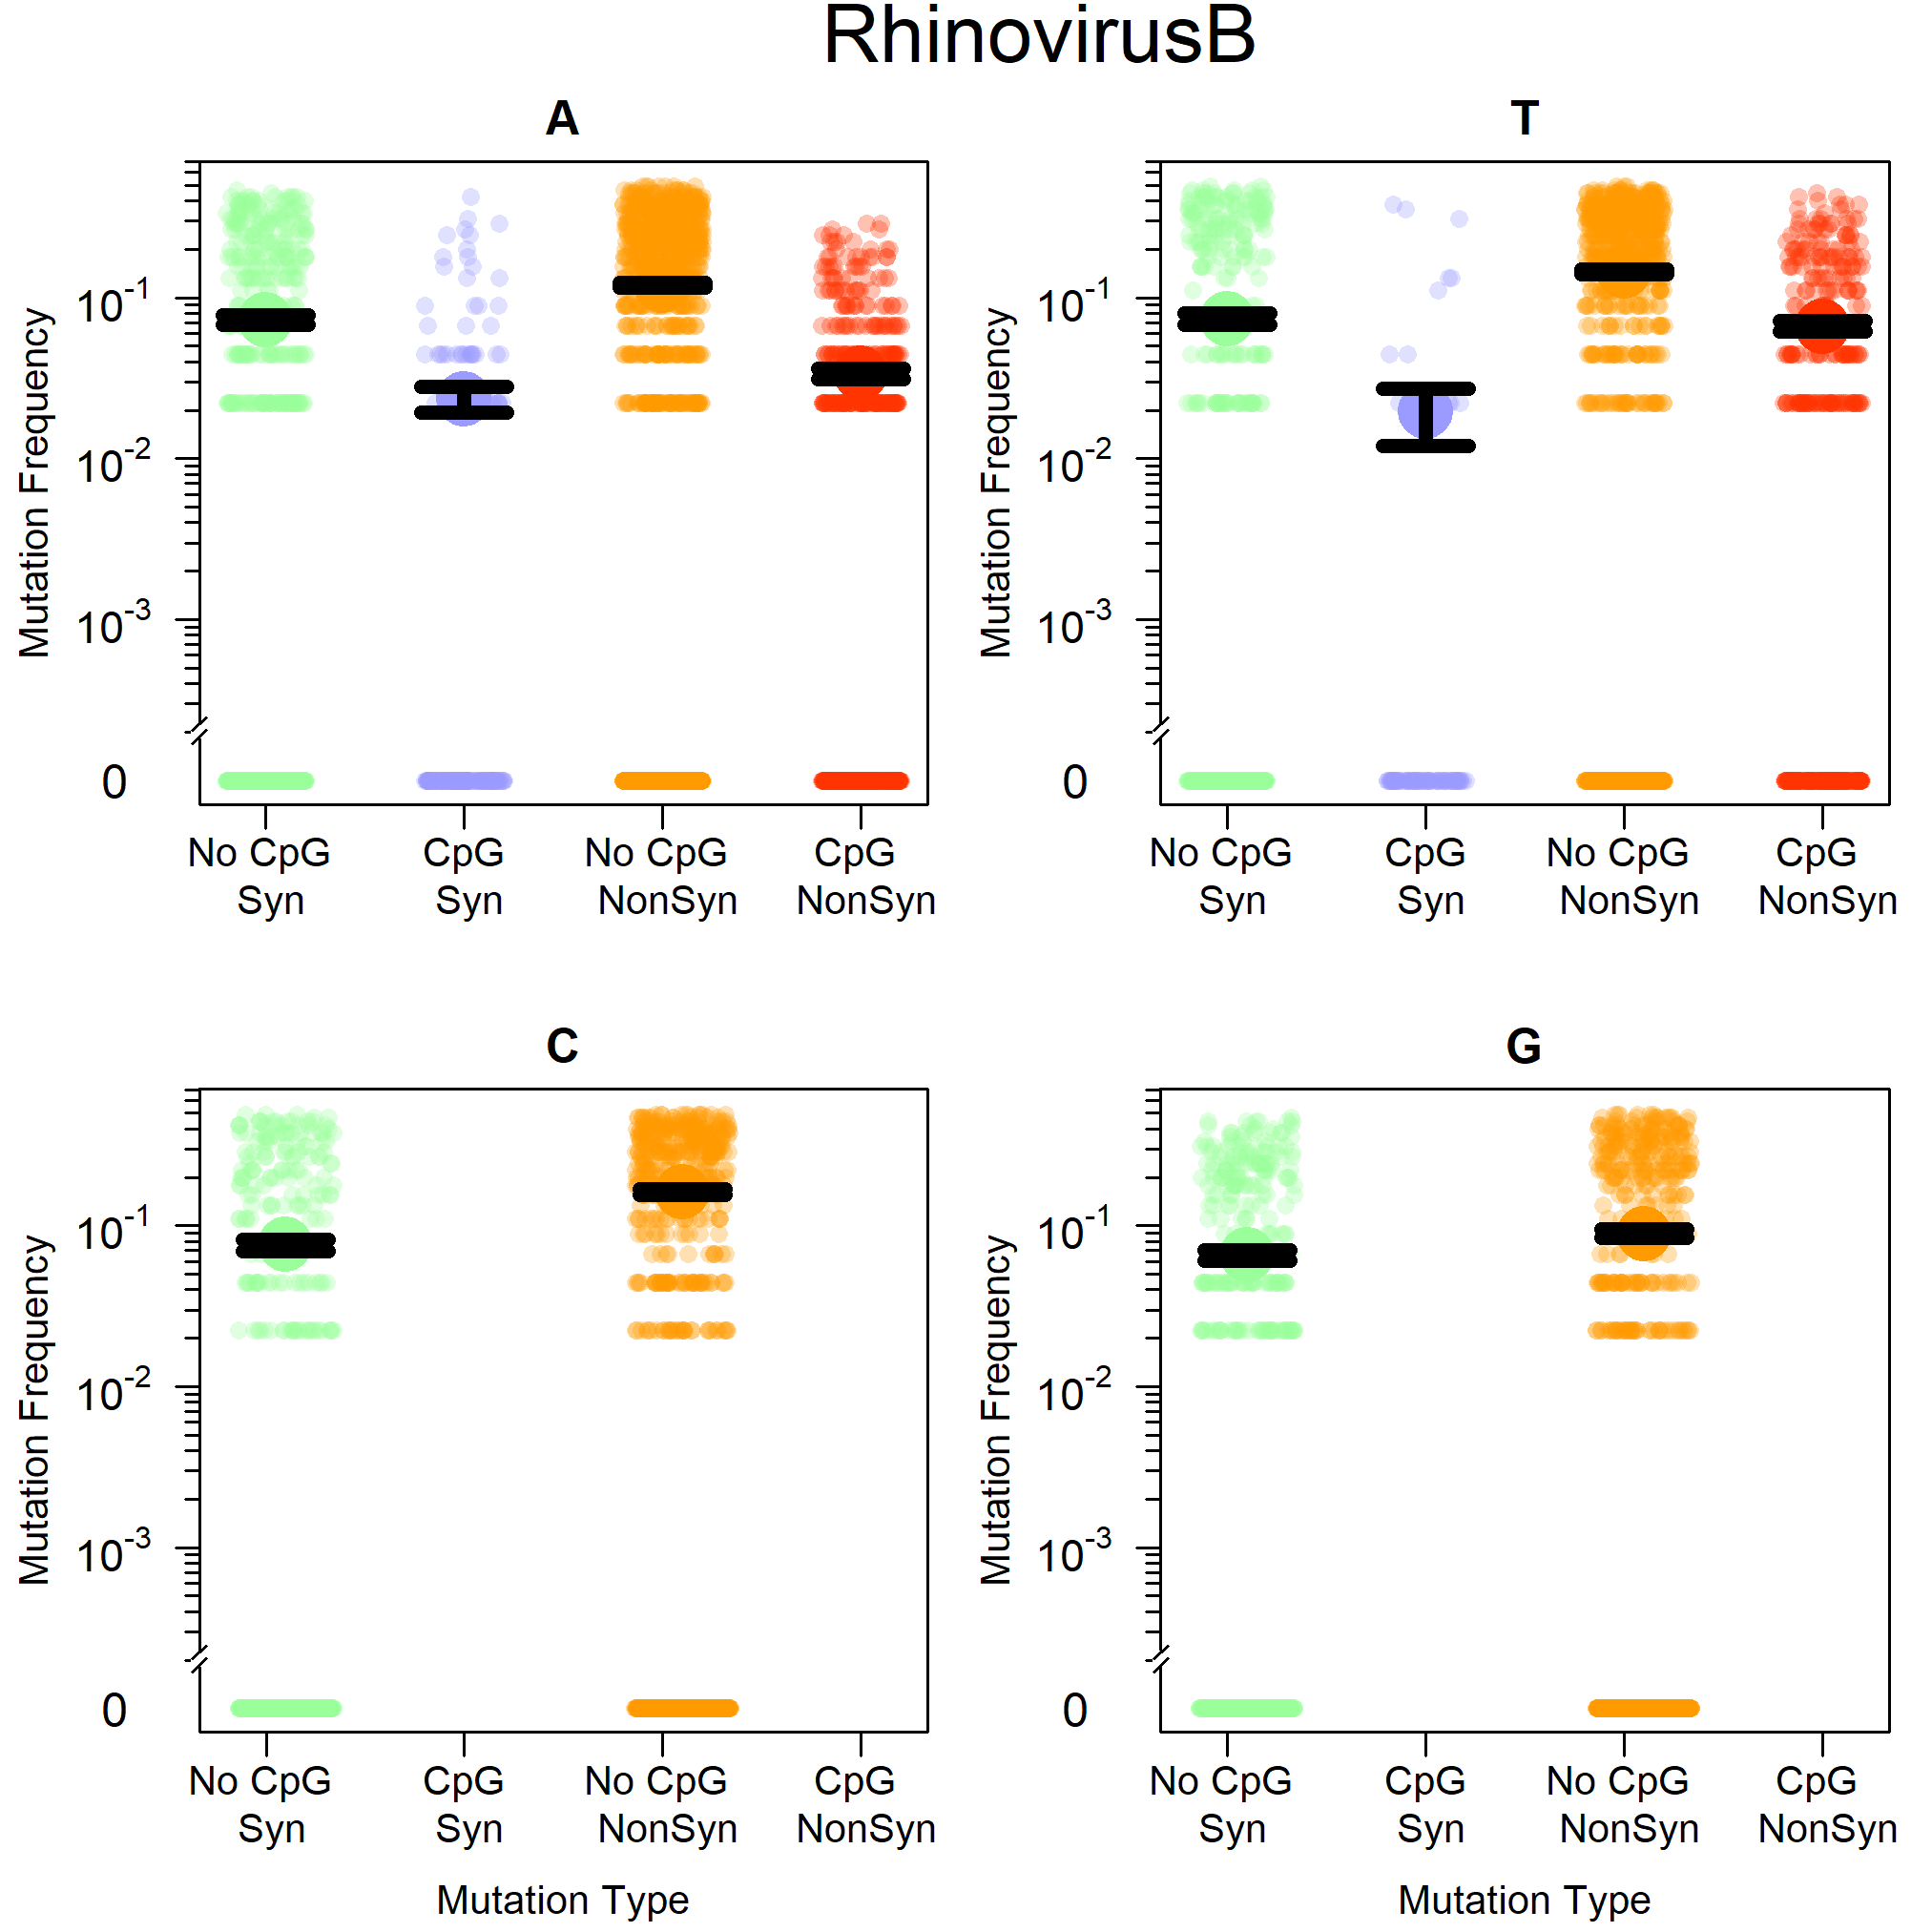 RhinovirusB
A
Mutation Frequency
10-1
10-2
10-3
0
No CpG CpG No CpG CpG
Syn Syn NonSyn NonSyn
T
Mutation Frequency
10-1
10-2
10-3
0
No CpG CpG No CpG CpG
Syn Syn NonSyn NonSyn
C
Mutation Frequency
10-1
10-2
10-3
0
No CpG CpG No CpG CpG
Syn Syn NonSyn NonSyn
Mutation Type
G
Mutation Frequency
10-1
10-2
10-3
0
No CpG CpG No CpG CpG
Syn Syn NonSyn NonSyn
Mutation Type